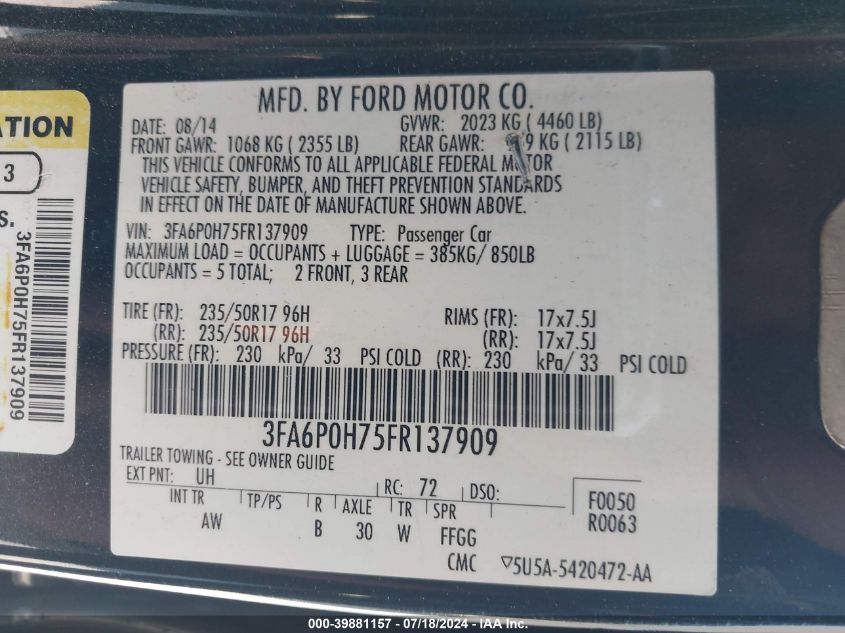 MFD. BY FORD MOTOR CO.
DATE: 08/14 GVWR: 2023 KG ( 4460 LB)
FRONT GAWR: 1068 KG ( 2355 LB) REAR GAWR: 9 KG ( 2115 LB)
THIS VEHICLE CONFORMS TO ALL APPLICABLE FEDERAL MOTOR
VEHICLE SAFETY, BUMPER, AND THEFT PREVENTION STANDARDS
IN EFFECT ON THE DATE OF MANUFACTURE SHOWN ABOVE.
VIN: 3FA6P0H75FR137909 TYPE: Passenger Car
MAXIMUM LOAD = OCCUPANTS + LUGGAGE = 385KG/ 850LB
OCCUPANTS = 5 TOTAL; 2 FRONT, 3 REAR
TIRE (FR): 235/50R17 96H RIMS (FR): 17x7.5J
(RR): 235/50R17 96H (RR): 17x7.5J
PRESSURE (FR): 230 kPa/ 33 PSI COLD (RR): 230 kPa/ 33 PSI COLD
3FA6P0H75FR137909
TRAILER TOWING - SEE OWNER GUIDE
EXT PNT: UH RC: 72 DSO: F0050
INT TR TP/PS R AXLE TR SPR R0063
AW B 30 W FFGG
CMC ▽5U5A-5420472-AA
ATION
3
S.
3FA6P0H75FR137909
000-39881157 - 07/18/2024 - IAA Inc.